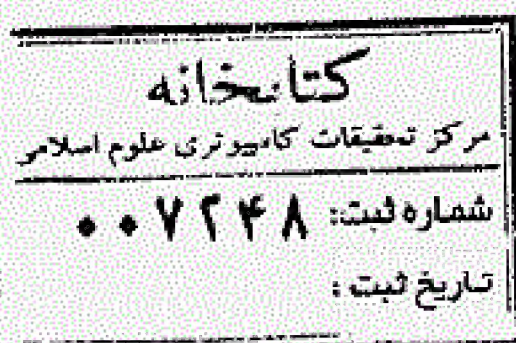 کتابخانه
مرکز تحقیقات کامپیوتری علوم اسلامی
شماره ثبت: ۰۰۷۲۴۸
تاریخ ثبت: